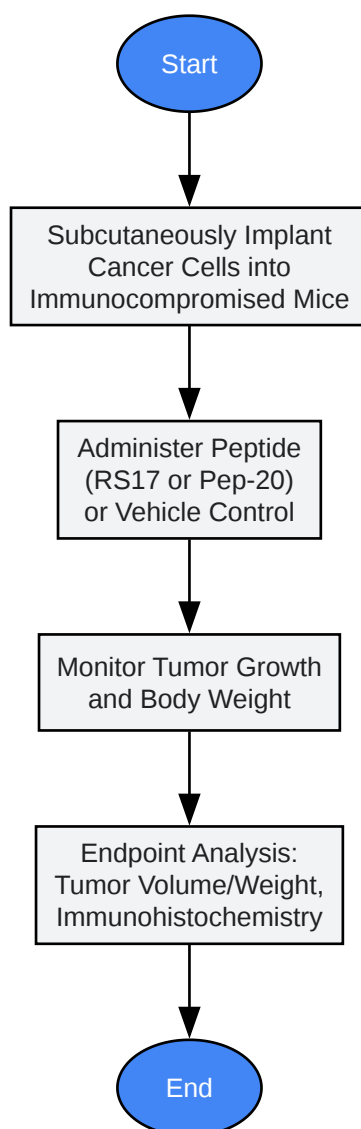 Start
Subcutaneously Implant
Cancer Cells into
Immunocompromised Mice
Administer Peptide
(RS17 or Pep-20)
or Vehicle Control
Monitor Tumor Growth
and Body Weight
Endpoint Analysis:
Tumor Volume/Weight,
Immunohistochemistry
End